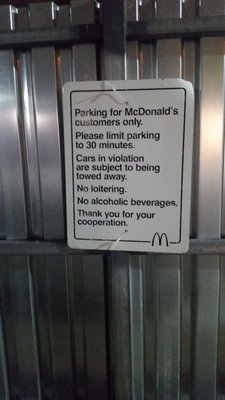 Parking for McDonald's
customers only.
Please limit parking
to 30 minutes.
Cars in violation
are subject to being
towed away.
No loitering.
No alcoholic beverages.
Thank you for your
cooperation.